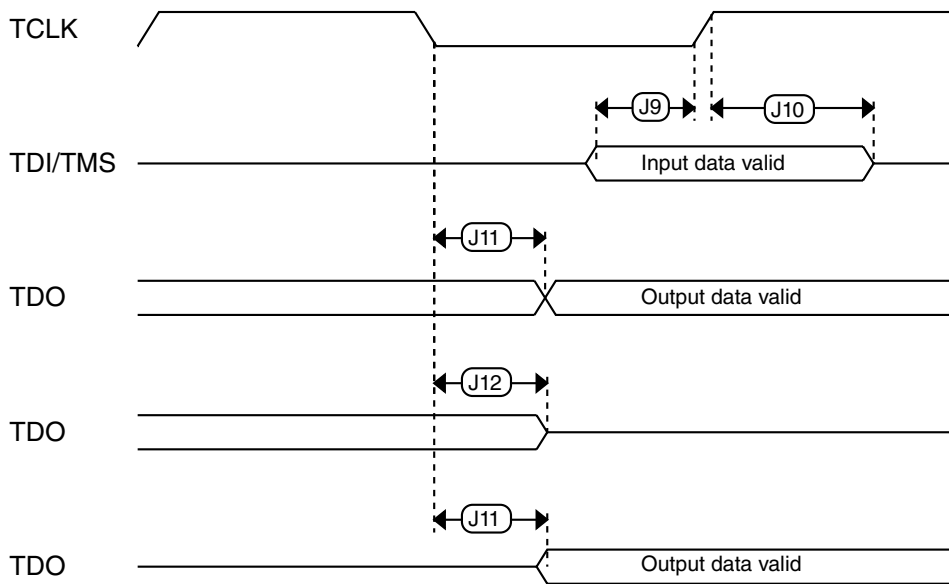 TCLK
J9
J10
TDI/TMS
Input data valid
J11
TDO
Output data valid
J12
TDO
J11
TDO
Output data valid